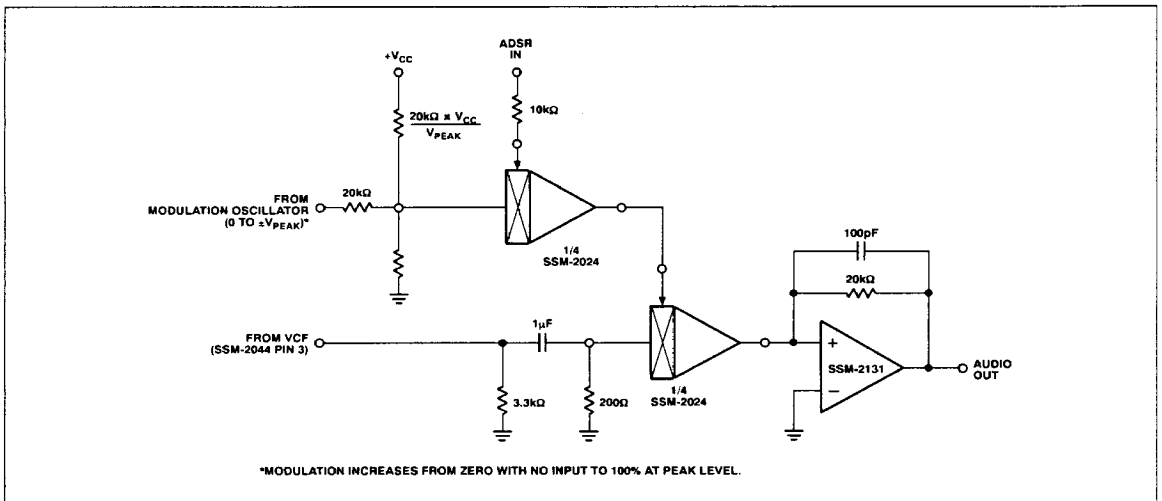 ADSR
IN
+VCC
10kΩ
20kΩ × VCC
VPEAK
20kΩ
FROM
MODULATION OSCILLATOR
(0 TO ±VPEAK)*
1/4
SSM-2024
100pF
20kΩ
1μF
FROM VCF
(SSM-2044 PIN 3)
+
SSM-2131
−
AUDIO
OUT
3.3kΩ
200Ω
1/4
SSM-2024
*MODULATION INCREASES FROM ZERO WITH NO INPUT TO 100% AT PEAK LEVEL.